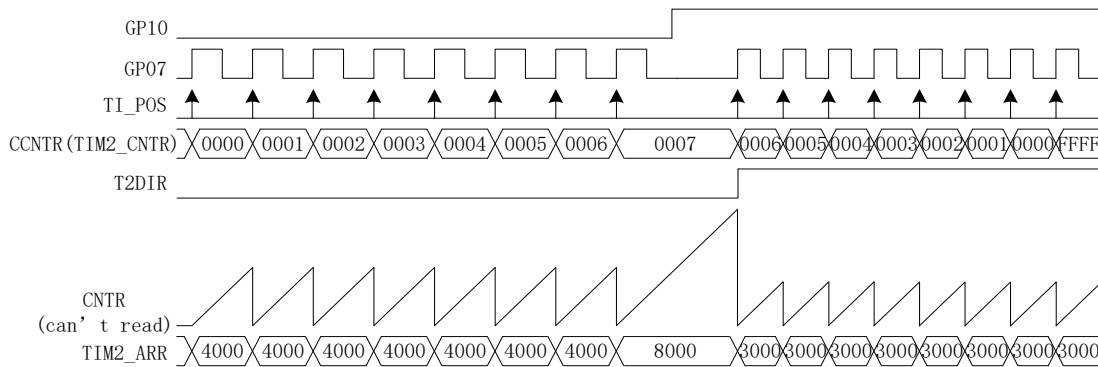 GP10
GP07
TI_POS
CCNTR(TIM2_CNTR) 0000 0001 0002 0003 0004 0005 0006 0007 0006 0005 0004 0003 0002 0001 0000 FFFF
T2DIR
CNTR
(can't read)
TIM2_ARR 4000 4000 4000 4000 4000 4000 4000 8000 3000 3000 3000 3000 3000 3000 3000 3000